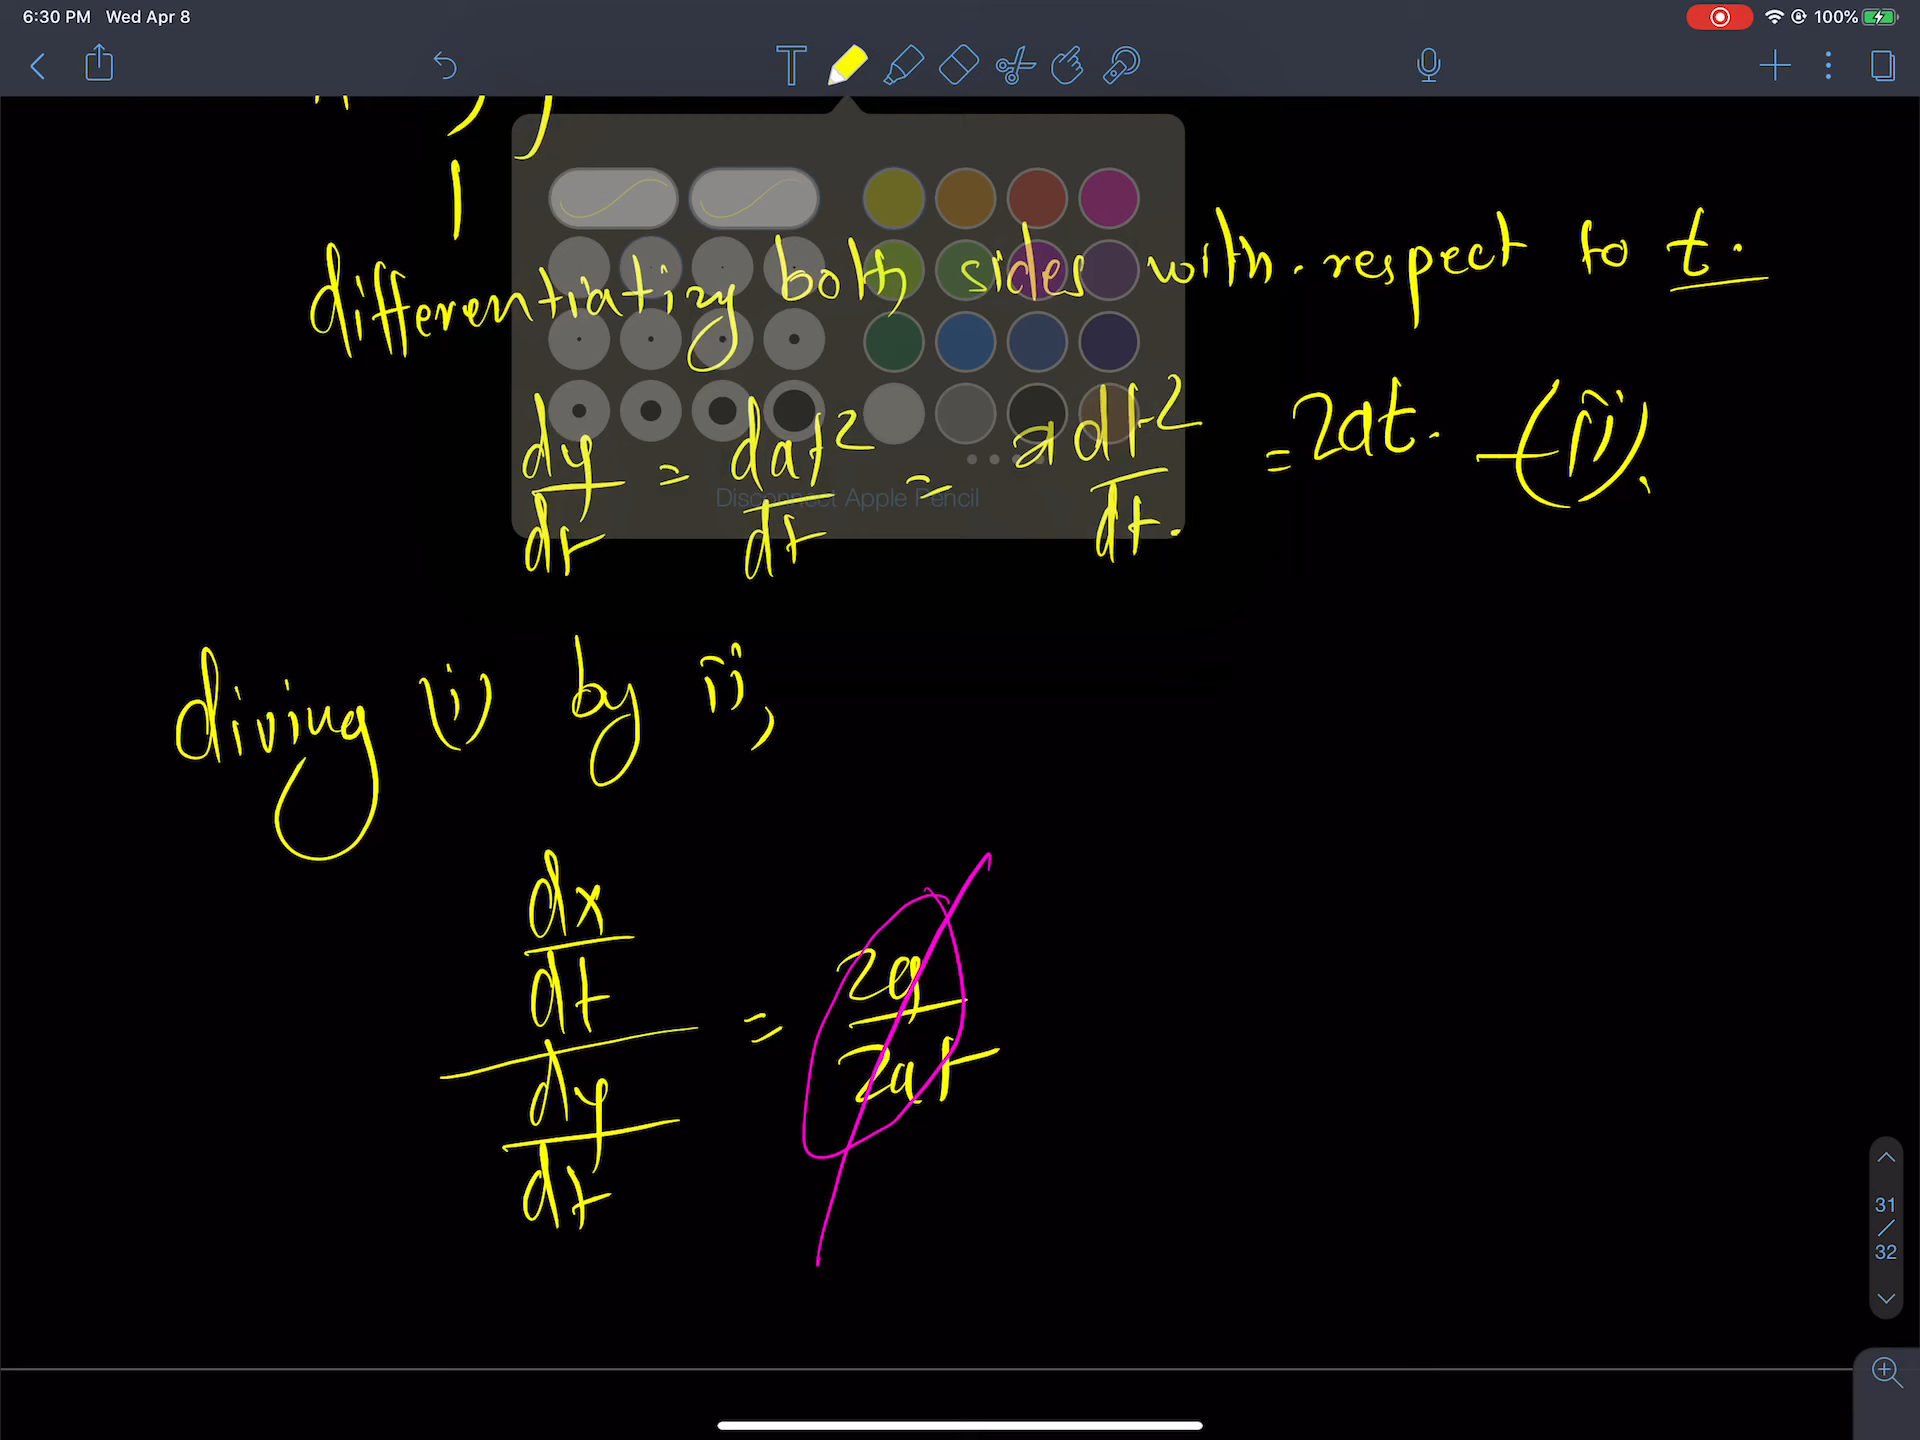 6:30 PM Wed Apr 8
100%
differentiating both sides with. respect to t.
dy/dt = dat²/dt = a dt²/dt. = 2at. —(ii).
Disconnect Apple Pencil
diving (i) by ii,
dx/dt / dy/dt = 2a/2at
31
/
32